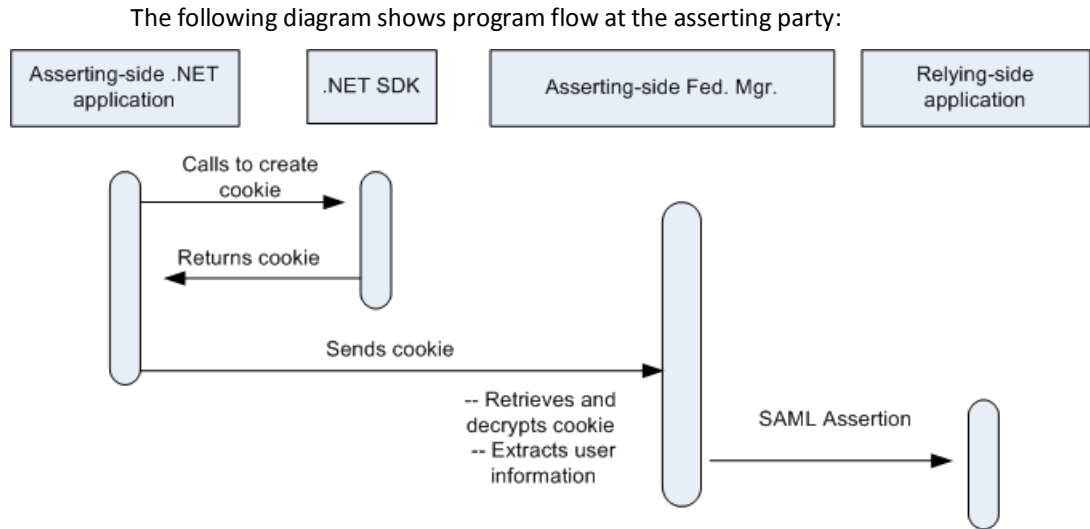 The following diagram shows program flow at the asserting party:
Asserting-side .NET
application
.NET SDK
Asserting-side Fed. Mgr.
Relying-side
application
Calls to create
cookie
Returns cookie
Sends cookie
-- Retrieves and
decrypts cookie
-- Extracts user
information
SAML Assertion